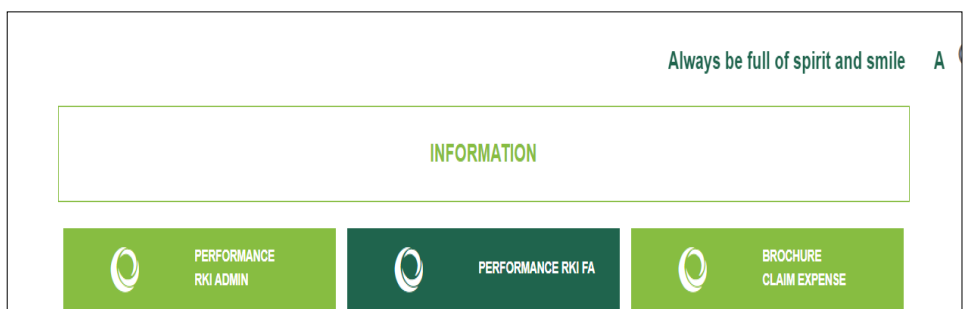 Always be full of spirit and smile A
INFORMATION
PERFORMANCE
RKI ADMIN
PERFORMANCE RKI FA
BROCHURE
CLAIM EXPENSE